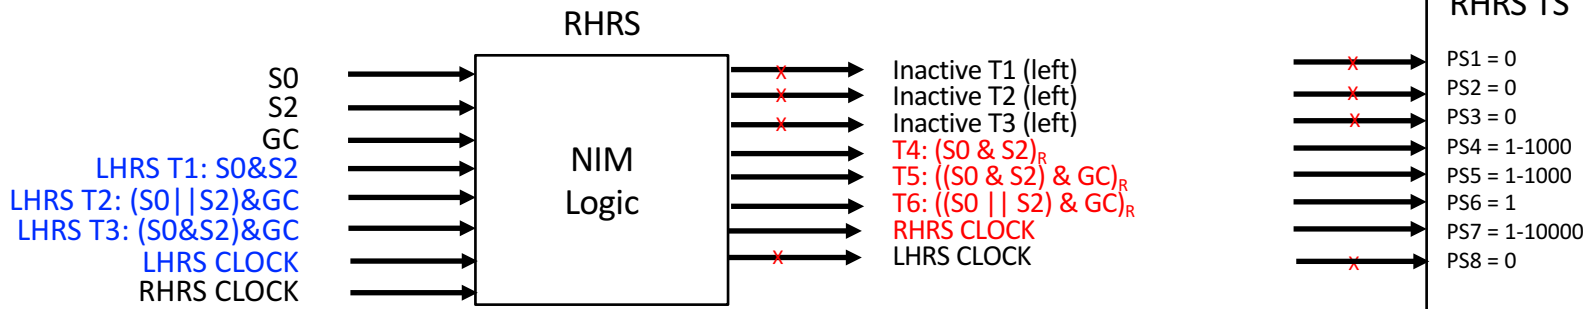 RHRS
RHRS TS
S0
S2
GC
LHRS T1: S0&S2
LHRS T2: (S0||S2)&GC
LHRS T3: (S0&S2)&GC
LHRS CLOCK
RHRS CLOCK
NIM
Logic
Inactive T1 (left)
Inactive T2 (left)
Inactive T3 (left)
T4: (S0 & S2)R
T5: ((S0 & S2) & GC)R
T6: ((S0 || S2) & GC)R
RHRS CLOCK
LHRS CLOCK
PS1 = 0
PS2 = 0
PS3 = 0
PS4 = 1-1000
PS5 = 1-1000
PS6 = 1
PS7 = 1-10000
PS8 = 0